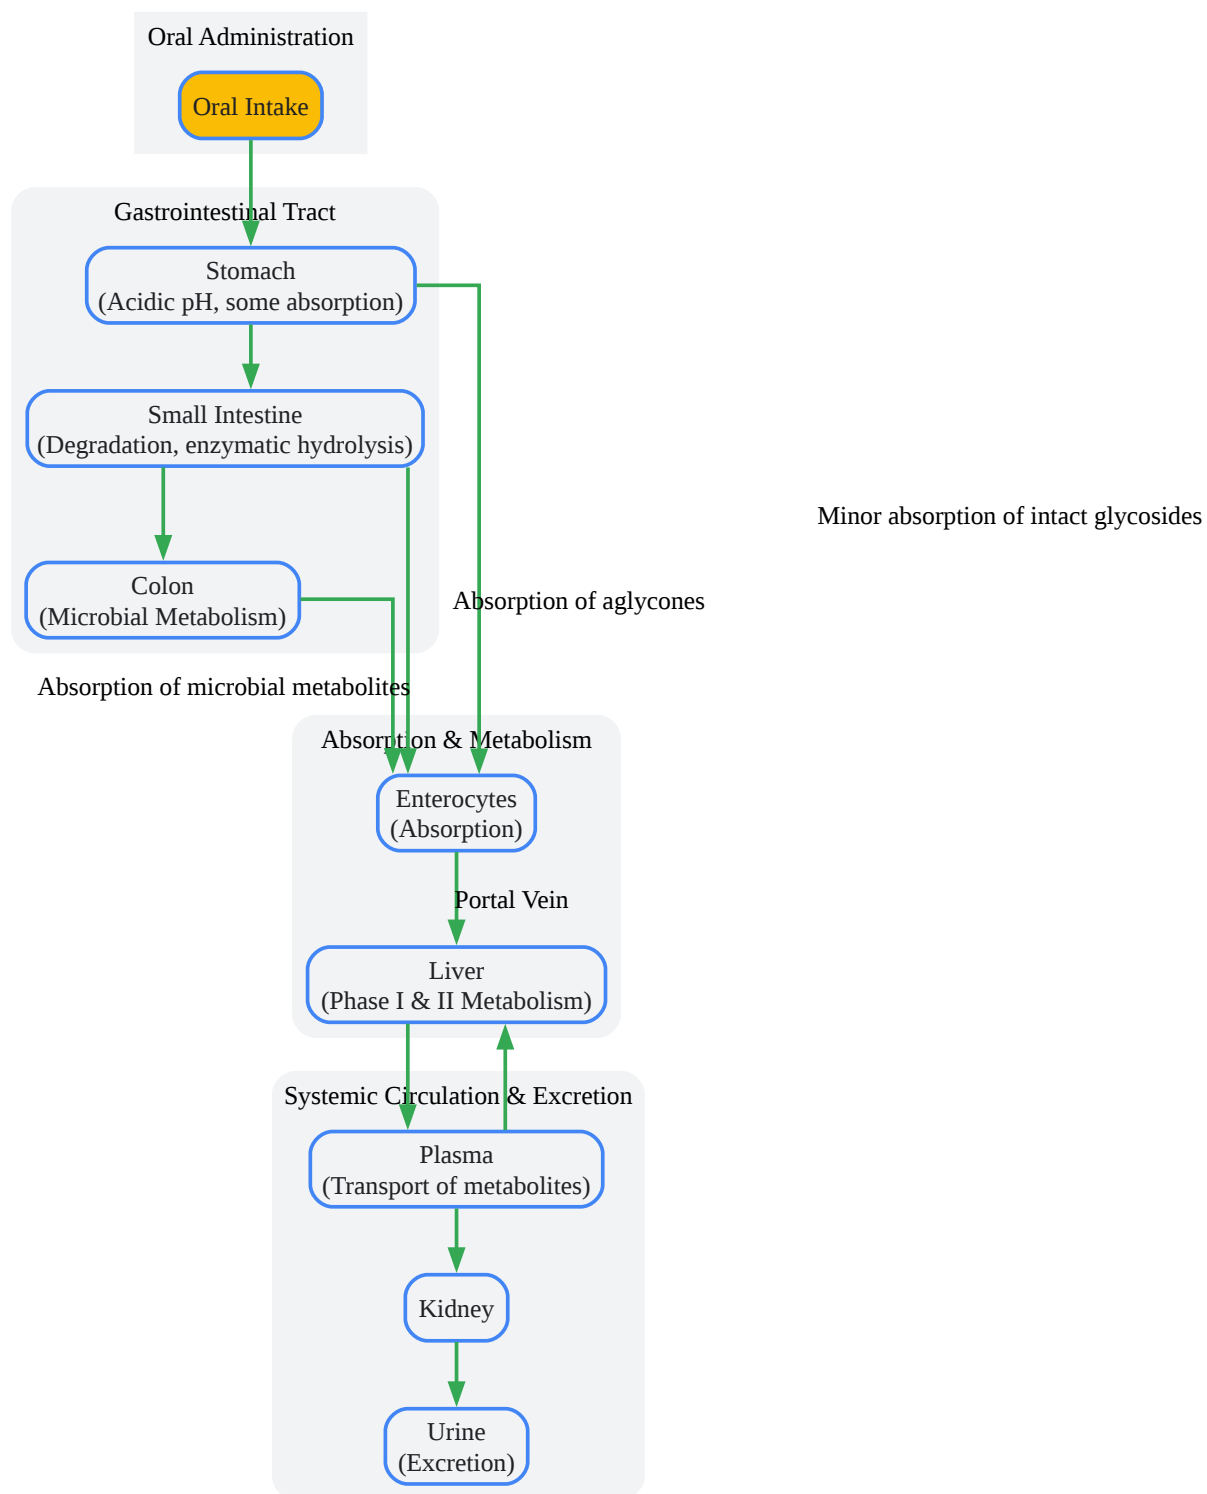 Oral Administration
Oral Intake
Gastrointestinal Tract
Stomach
(Acidic pH, some absorption)
Small Intestine
(Degradation, enzymatic hydrolysis)
Minor absorption of intact glycosides
Colon
(Microbial Metabolism)
Absorption of aglycones
Absorption of microbial metabolites
Absorption & Metabolism
Enterocytes
(Absorption)
Portal Vein
Liver
(Phase I & II Metabolism)
Systemic Circulation & Excretion
Plasma
(Transport of metabolites)
Kidney
Urine
(Excretion)